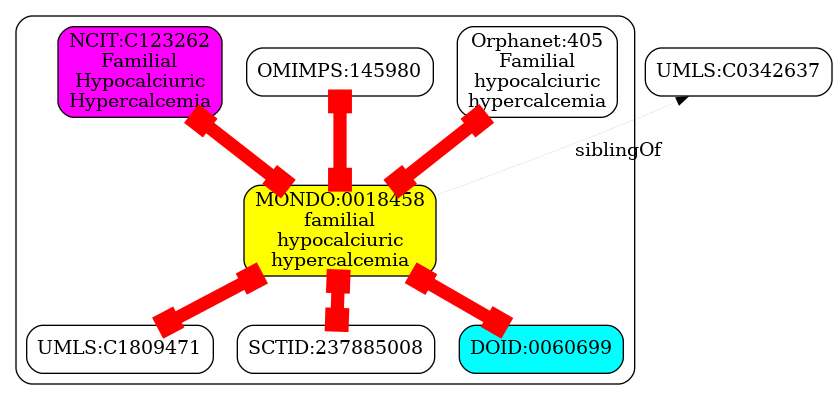 NCIT:C123262
Familial
Hypocalciuric
Hypercalcemia
OMIMPS:145980
Orphanet:405
Familial
hypocalciuric
hypercalcemia
UMLS:C0342637
siblingOf
MONDO:0018458
familial
hypocalciuric
hypercalcemia
UMLS:C1809471
SCTID:237885008
DOID:0060699